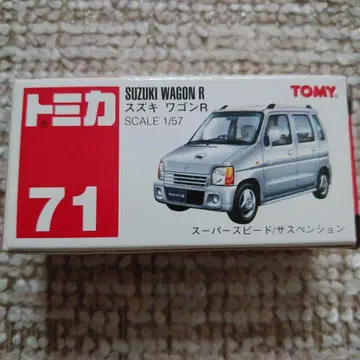 トミカ
71
SUZUKI WAGON R
スズキ ワゴンR
SCALE 1/57
TOMY
スーパースピード/サスペンション